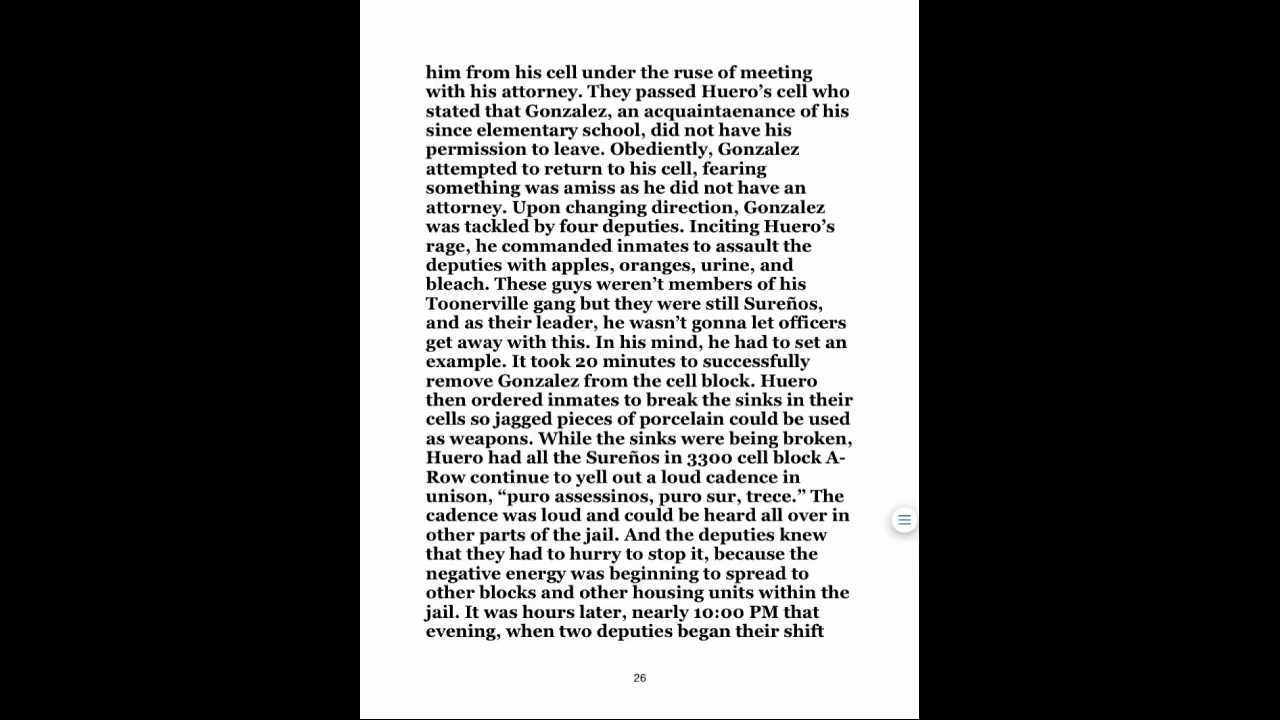 him from his cell under the ruse of meeting
with his attorney. They passed Huero’s cell who
stated that Gonzalez, an acquaintaenance of his
since elementary school, did not have his
permission to leave. Obediently, Gonzalez
attempted to return to his cell, fearing
something was amiss as he did not have an
attorney. Upon changing direction, Gonzalez
was tackled by four deputies. Inciting Huero’s
rage, he commanded inmates to assault the
deputies with apples, oranges, urine, and
bleach. These guys weren’t members of his
Toonerville gang but they were still Sureños,
and as their leader, he wasn’t gonna let officers
get away with this. In his mind, he had to set an
example. It took 20 minutes to successfully
remove Gonzalez from the cell block. Huero
then ordered inmates to break the sinks in their
cells so jagged pieces of porcelain could be used
as weapons. While the sinks were being broken,
Huero had all the Sureños in 3300 cell block A-
Row continue to yell out a loud cadence in
unison, “puro assessinos, puro sur, trece.” The
cadence was loud and could be heard all over in
other parts of the jail. And the deputies knew
that they had to hurry to stop it, because the
negative energy was beginning to spread to
other blocks and other housing units within the
jail. It was hours later, nearly 10:00 PM that
evening, when two deputies began their shift
26